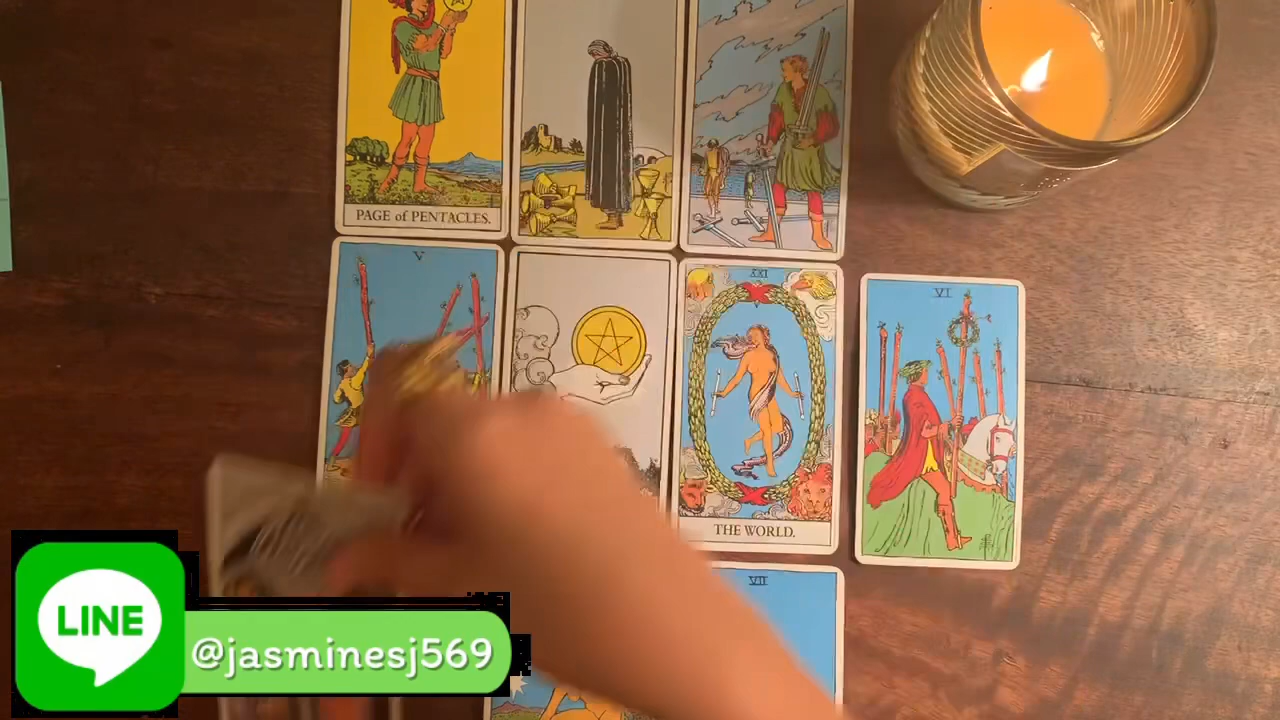 PAGE of PENTACLES.
V
XXI
VI
THE WORLD.
VII
LINE
@jasminesj569